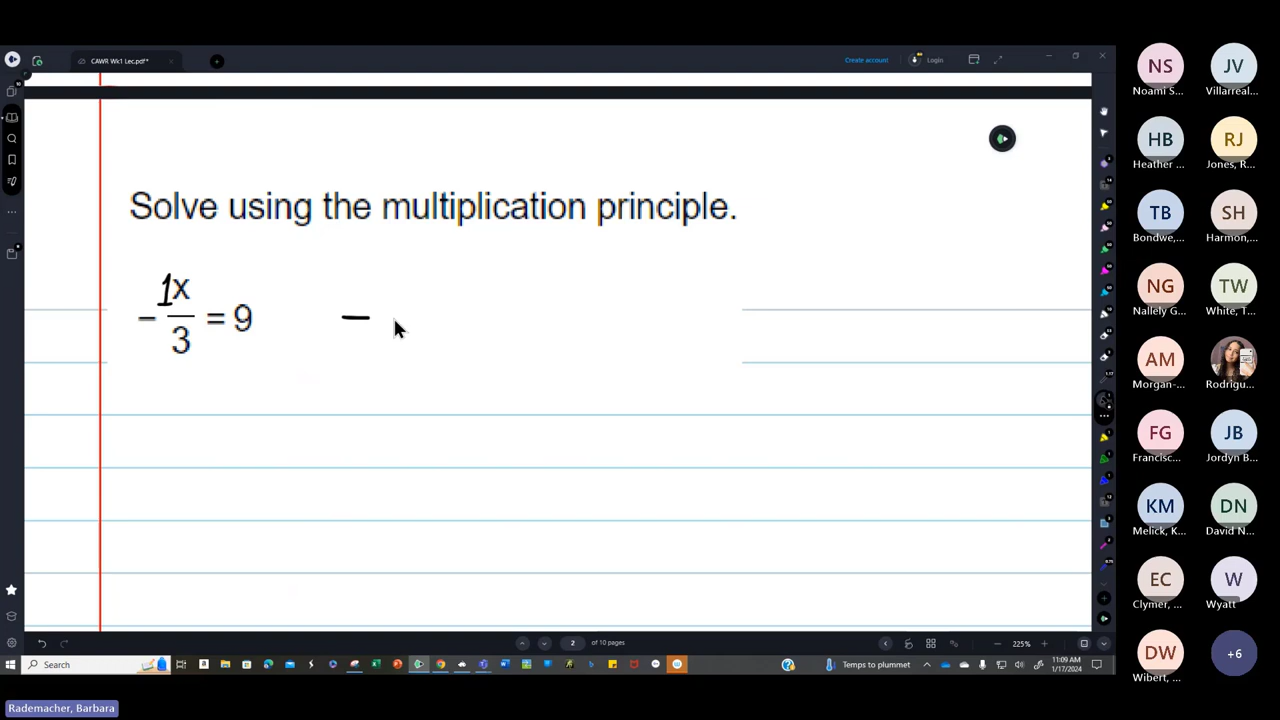 CAWR Wk1 Lec.pdf*
Create account
Login
Solve using the multiplication principle.
1x
− — = 9 −
3
2 of 10 pages
225%
Search
Temps to plummet
11:09 AM
1/17/2024
NS JV
Noami S... Villarreal...
HB RJ
Heather ... Jones, R...
TB SH
Bondwe,... Harmon,...
NG TW
Nallely G... White, T...
AM
Morgan-... Rodrigu...
FG JB
Francisc... Jordyn B...
KM DN
Melick, K... David N...
EC W
Clymer, ... Wyatt
DW +6
Wibert, ...
Rademacher, Barbara